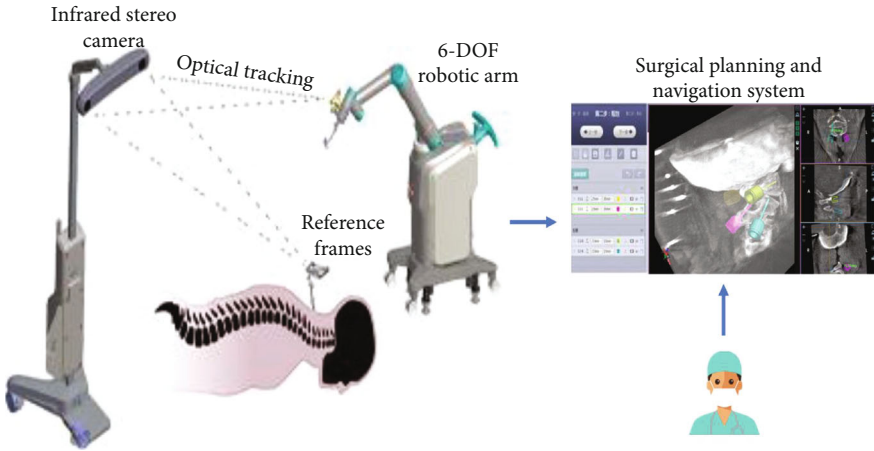 Infrared stereo
camera
Optical tracking
6-DOF
robotic arm
Reference
frames
Surgical planning and
navigation system